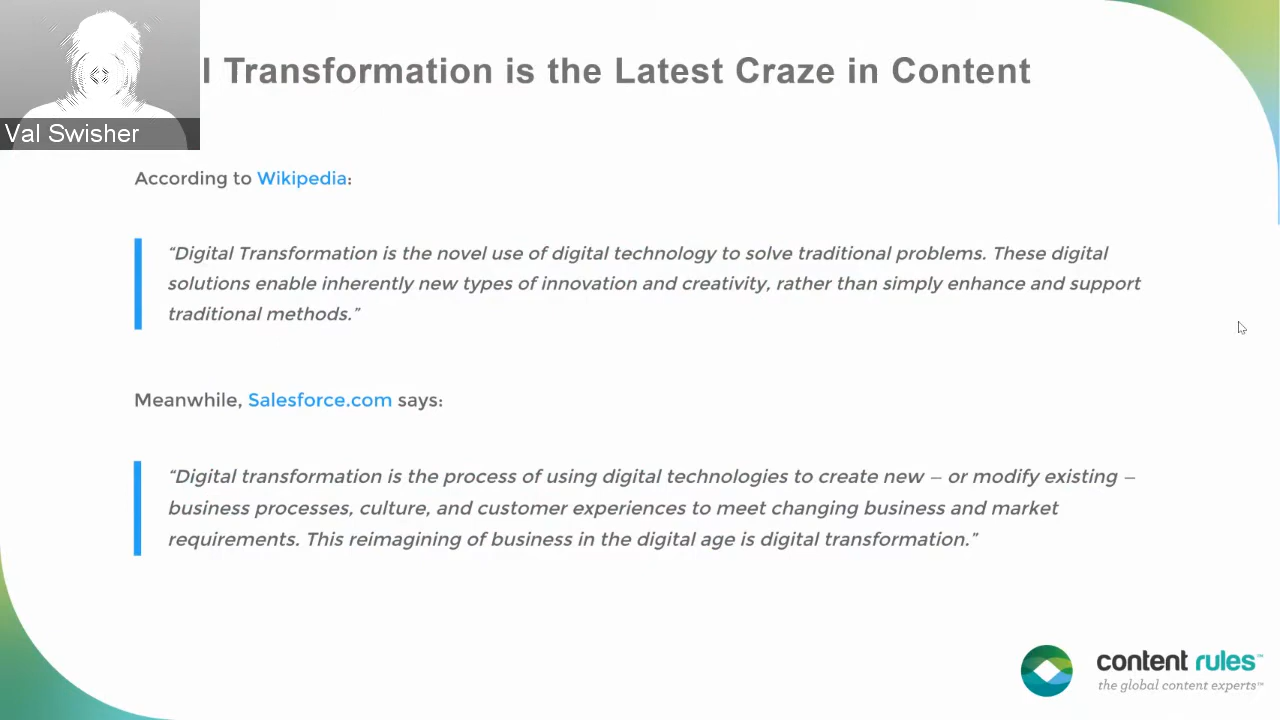 l Transformation is the Latest Craze in Content
Val Swisher
According to Wikipedia:
“Digital Transformation is the novel use of digital technology to solve traditional problems. These digital
solutions enable inherently new types of innovation and creativity, rather than simply enhance and support
traditional methods.”
Meanwhile, Salesforce.com says:
“Digital transformation is the process of using digital technologies to create new – or modify existing –
business processes, culture, and customer experiences to meet changing business and market
requirements. This reimagining of business in the digital age is digital transformation.”
content rules™
the global content experts™